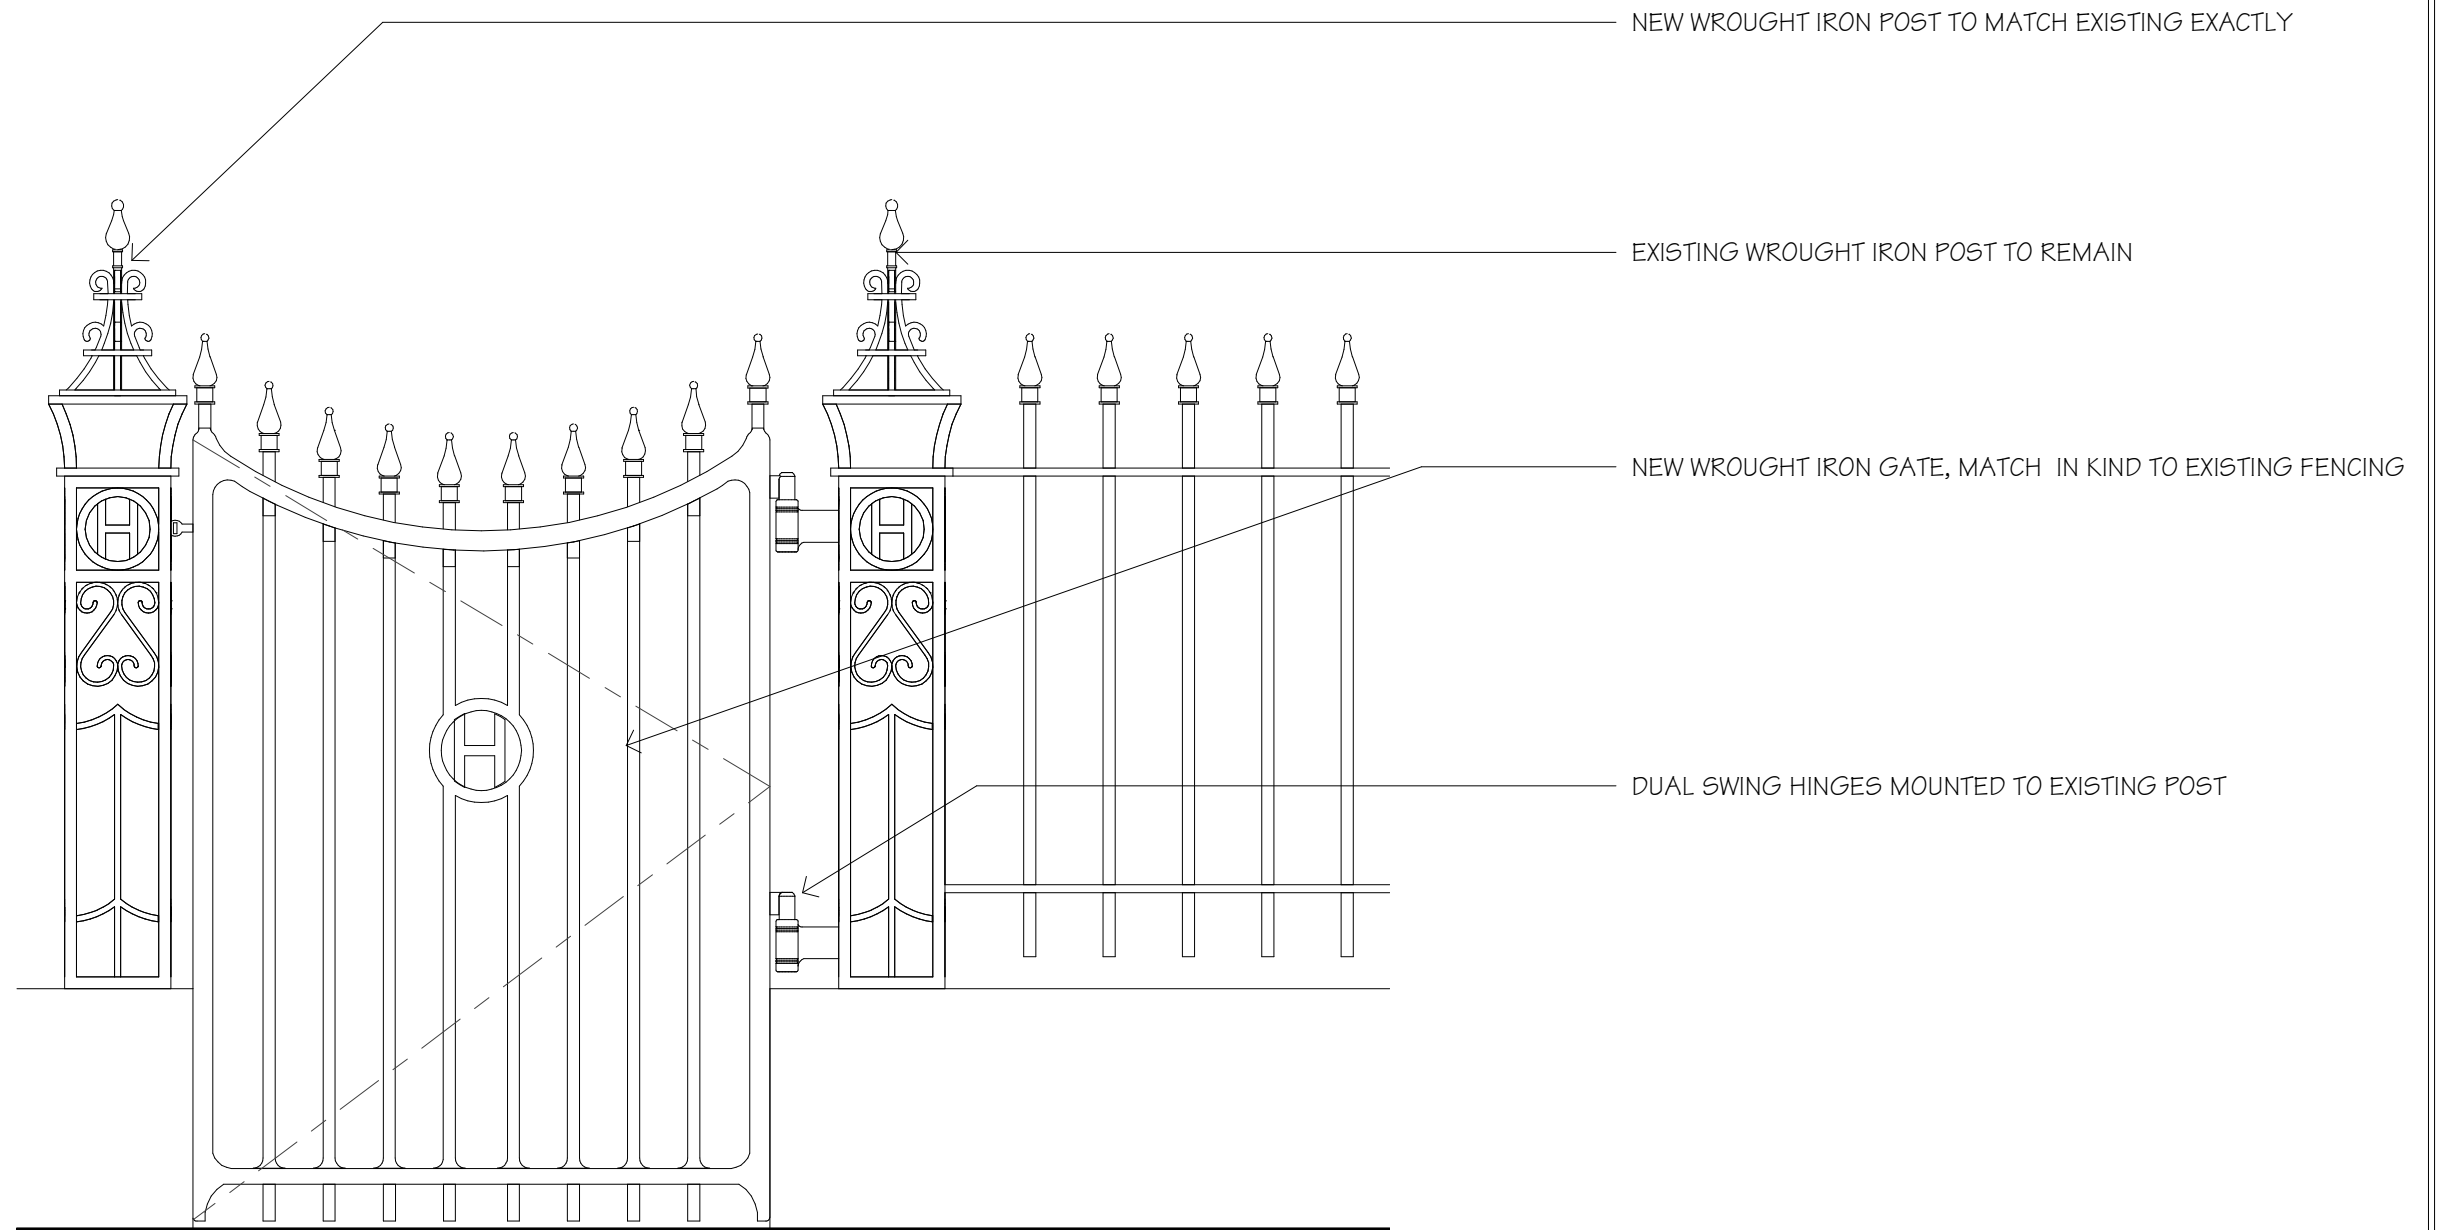 NEW WROUGHT IRON POST TO MATCH EXISTING EXACTLY
EXISTING WROUGHT IRON POST TO REMAIN
NEW WROUGHT IRON GATE, MATCH IN KIND TO EXISTING FENCING
H H
H
DUAL SWING HINGES MOUNTED TO EXISTING POST